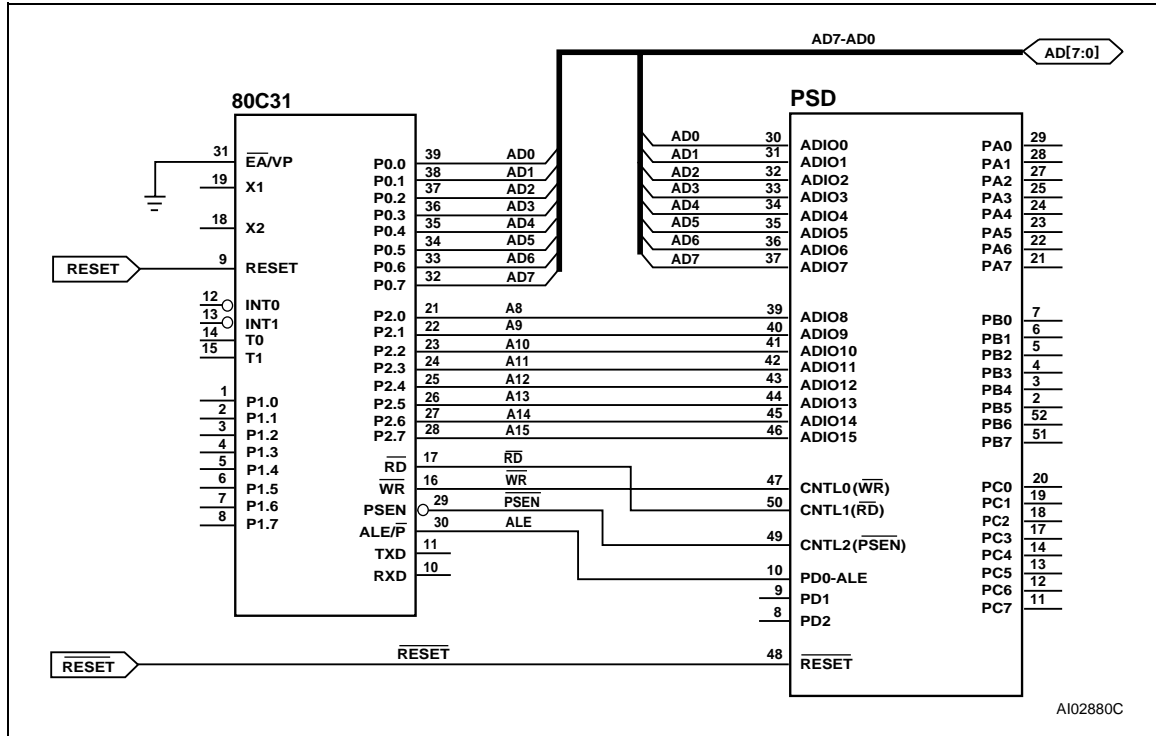 AD7-AD0
AD[7:0]
80C31
PSD
31 EA/VP
19 X1
18 X2
RESET
9 RESET
12 INT0
13 INT1
14 T0
15 T1
1 P1.0
2 P1.1
3 P1.2
4 P1.3
5 P1.4
6 P1.5
7 P1.6
8 P1.7
P0.0 39 AD0
P0.1 38 AD1
P0.2 37 AD2
P0.3 36 AD3
P0.4 35 AD4
P0.5 34 AD5
P0.6 33 AD6
P0.7 32 AD7
P2.0 21 A8
P2.1 22 A9
P2.2 23 A10
P2.3 24 A11
P2.4 25 A12
P2.5 26 A13
P2.6 27 A14
P2.7 28 A15
RD 17 RD
WR 16 WR
PSEN 29 PSEN
ALE/P 30 ALE
TXD 11
RXD 10
AD0 30 ADIO0
AD1 31 ADIO1
AD2 32 ADIO2
AD3 33 ADIO3
AD4 34 ADIO4
AD5 35 ADIO5
AD6 36 ADIO6
AD7 37 ADIO7
39 ADIO8
40 ADIO9
41 ADIO10
42 ADIO11
43 ADIO12
44 ADIO13
45 ADIO14
46 ADIO15
47 CNTL0(WR)
50 CNTL1(RD)
49 CNTL2(PSEN)
10 PD0-ALE
9 PD1
8 PD2
48 RESET
PA0 29
PA1 28
PA2 27
PA3 25
PA4 24
PA5 23
PA6 22
PA7 21
PB0 7
PB1 6
PB2 5
PB3 4
PB4 3
PB5 2
PB6 52
PB7 51
PC0 20
PC1 19
PC2 18
PC3 17
PC4 14
PC5 13
PC6 12
PC7 11
RESET
RESET
AI02880C